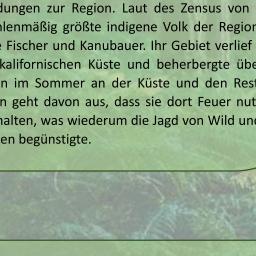 dungen zur Region. Laut des Zensus von
hlenmäßig größte indigene Volk der Region
e Fischer und Kanubauer. Ihr Gebiet verlief
kalifornischen Küste und beherbergte übe
n im Sommer an der Küste und den Rest
n geht davon aus, dass sie dort Feuer nut
halten, was wiederum die Jagd von Wild und
en begünstigte.